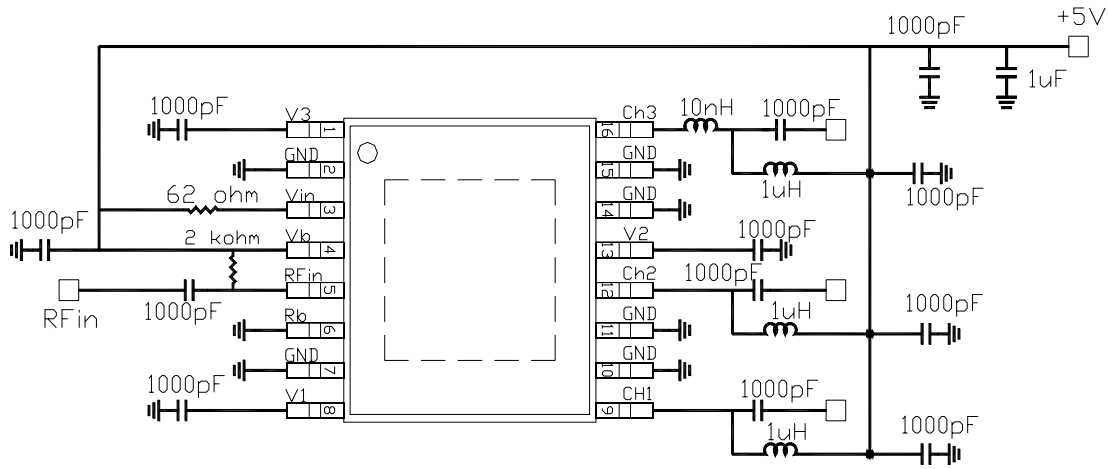 +5V
1000pF
1uF
1000pF
V3
1
16
Ch3
10nH
1000pF
GND
2
15
GND
1uH
1000pF
62 ohm
Vin
3
14
GND
1000pF
2 kohm
Vb
4
13
V2
1000pF
RFin
1000pF
RFin
5
12
Ch2
1000pF
1uH
1000pF
Rb
6
11
GND
GND
7
10
GND
1000pF
V1
8
9
CH1
1000pF
1uH
1000pF